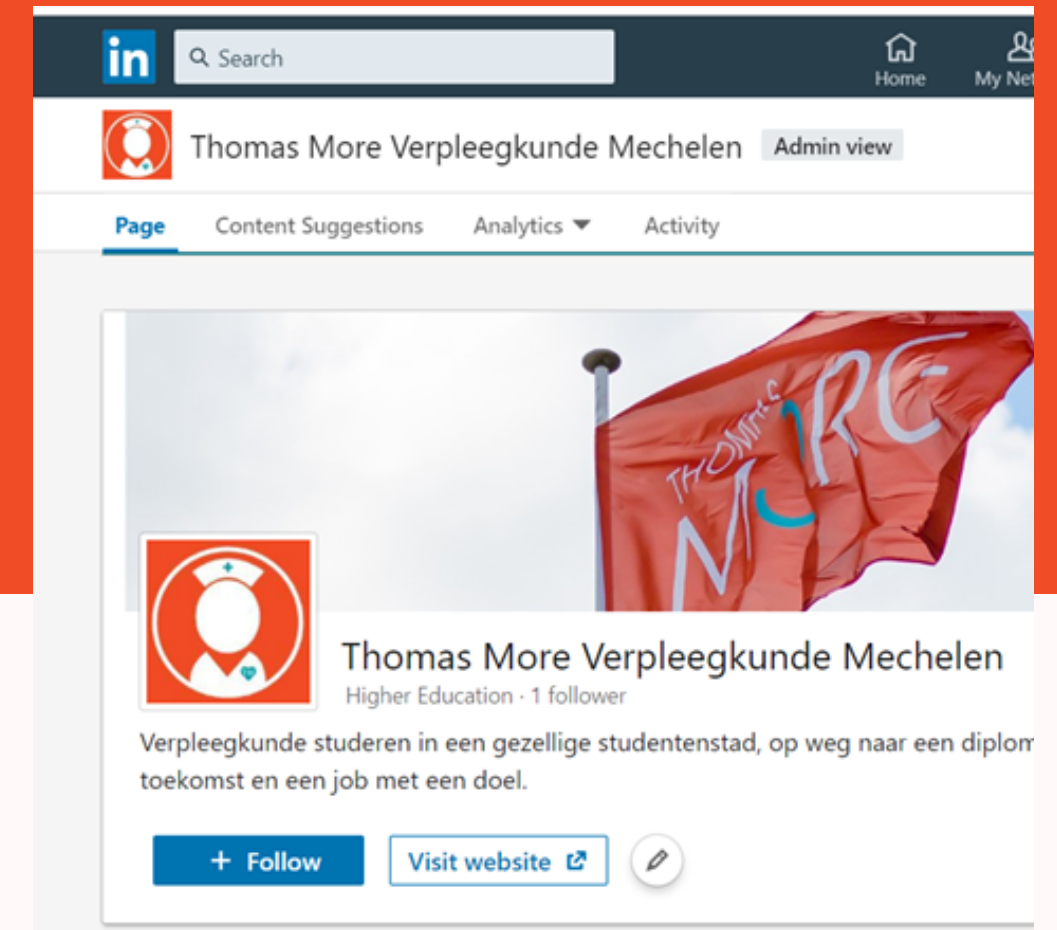 in Search
Home
My Net
Thomas More Verpleegkunde Mechelen Admin view
Page Content Suggestions Analytics Activity
THOMAS
MORE
Thomas More Verpleegkunde Mechelen
Higher Education · 1 follower
Verpleegkunde studeren in een gezellige studentenstad, op weg naar een diplom
toekomst en een job met een doel.
+ Follow Visit website